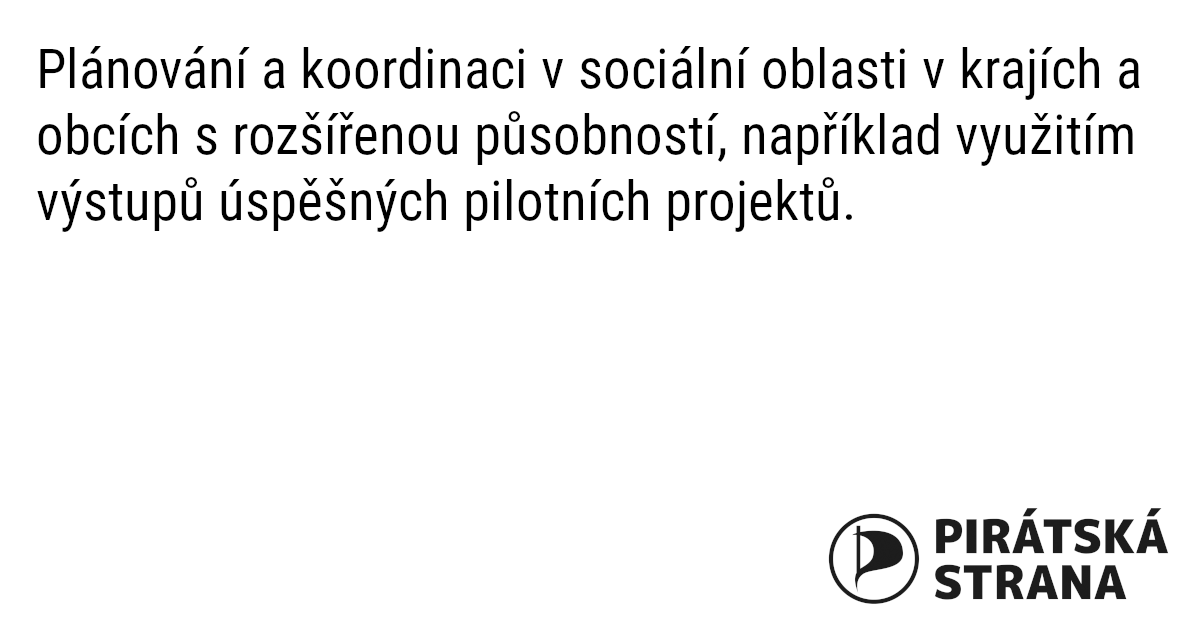 Plánování a koordinaci v sociální oblasti v krajích a
obcích s rozšířenou působností, například využitím
výstupů úspěšných pilotních projektů.
PIRÁTSKÁ
STRANA